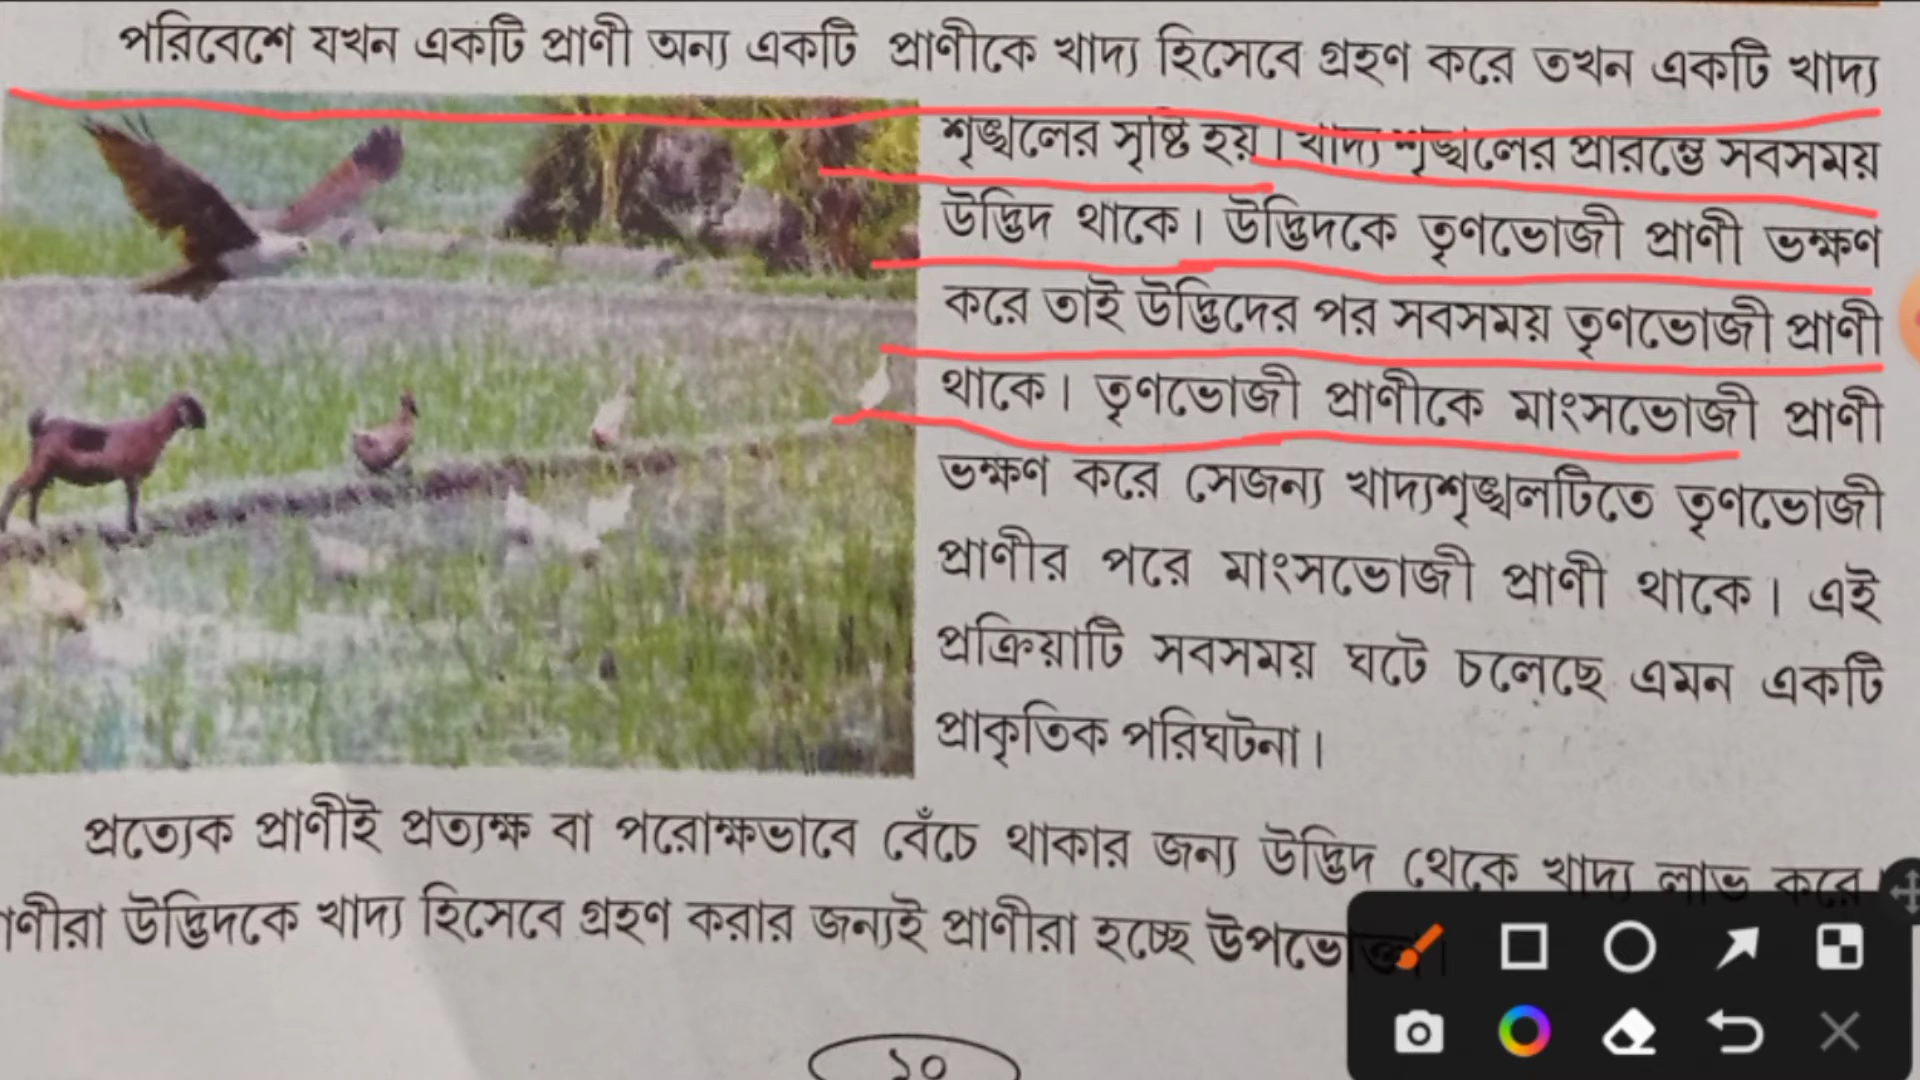 পরিবেশে যখন একটি প্রাণী অন্য একটি প্রাণীকে খাদ্য হিসেবে গ্রহণ করে তখন একটি খাদ্য
শৃঙ্খলের সৃষ্টি হয়। খাদ্য শৃঙ্খলের প্রারম্ভে সবসময়
উদ্ভিদ থাকে। উদ্ভিদকে তৃণভোজী প্রাণী ভক্ষণ
করে তাই উদ্ভিদের পর সবসময় তৃণভোজী প্রাণী
থাকে। তৃণভোজী প্রাণীকে মাংসভোজী প্রাণী
ভক্ষণ করে সেজন্য খাদ্যশৃঙ্খলটিতে তৃণভোজী
প্রাণীর পরে মাংসভোজী প্রাণী থাকে। এই
প্রক্রিয়াটি সবসময় ঘটে চলেছে এমন একটি
প্রাকৃতিক পরিঘটনা।
প্রত্যেক প্রাণীই প্রত্যক্ষ বা পরোক্ষভাবে বেঁচে থাকার জন্য উদ্ভিদ থেকে খাদ্য লাভ করে।
উদ্ভিদকে খাদ্য হিসেবে গ্রহণ করার জন্যই প্রাণীরা হচ্ছে উপভোক্তা।
১০